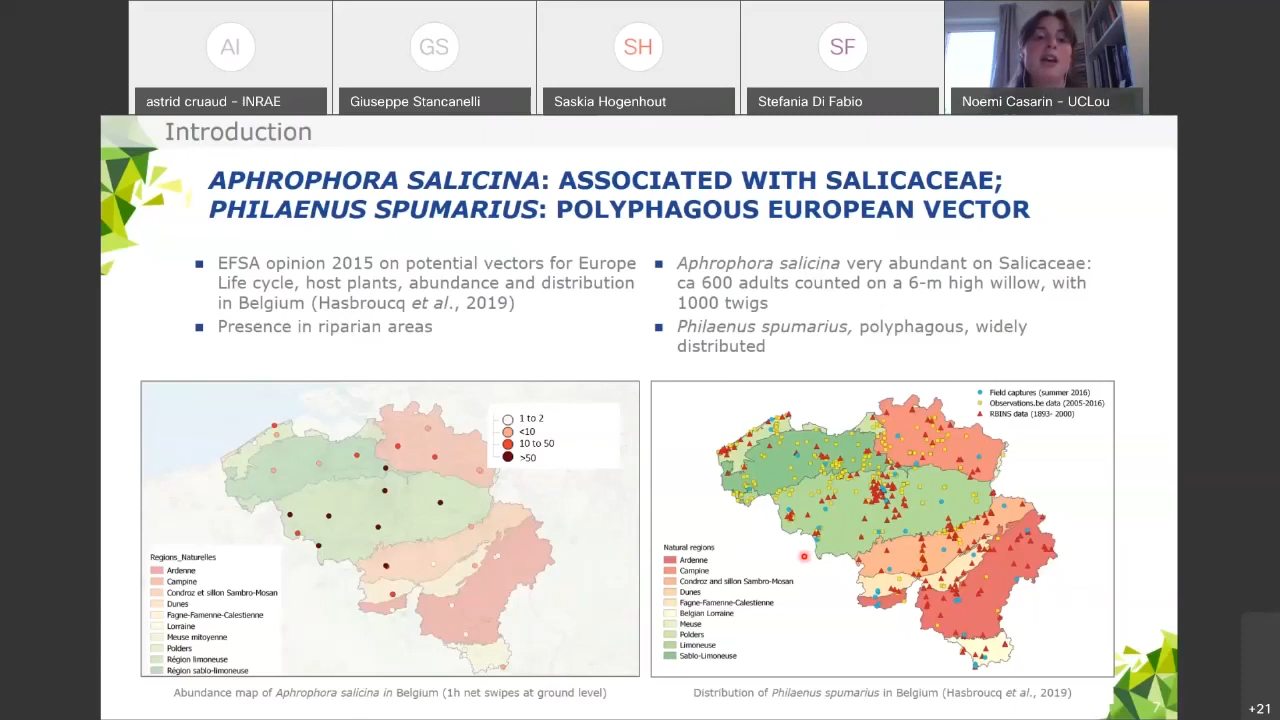 AI
GS
SH
SF
astrid cruaud - INRAE
Giuseppe Stancanelli
Saskia Hogenhout
Stefania Di Fabio
Noemi Casarin - UCLou
Introduction
APHROPHORA SALICINA: ASSOCIATED WITH SALICACEAE;
PHILAENUS SPUMARIUS: POLYPHAGOUS EUROPEAN VECTOR
EFSA opinion 2015 on potential vectors for Europe
Life cycle, host plants, abundance and distribution
in Belgium (Hasbroucq et al., 2019)
Presence in riparian areas
Aphrophora salicina very abundant on Salicaceae:
ca 600 adults counted on a 6-m high willow, with
1000 twigs
Philaenus spumarius, polyphagous, widely
distributed
1 to 2
<10
10 to 50
>50
Regions_Naturelles
Ardenne
Campine
Condroz et sillon Sambro-Mosan
Dunes
Fagne-Famenne-Calestienne
Lorraine
Meuse mitoyenne
Polders
Région limoneuse
Région sablo-limoneuse
Field captures (summer 2016)
Observations.be data (2005-2016)
RBINS data (1893- 2000)
Natural regions
Ardenne
Campine
Condroz and sillon Sambro-Mosan
Dunes
Fagne-Famenne-Calestienne
Belgian Lorraine
Meuse
Polders
Limoneuse
Sablo-Limoneuse
Abundance map of Aphrophora salicina in Belgium (1h net swipes at ground level)
Distribution of Philaenus spumarius in Belgium (Hasbroucq et al., 2019)
7
+21